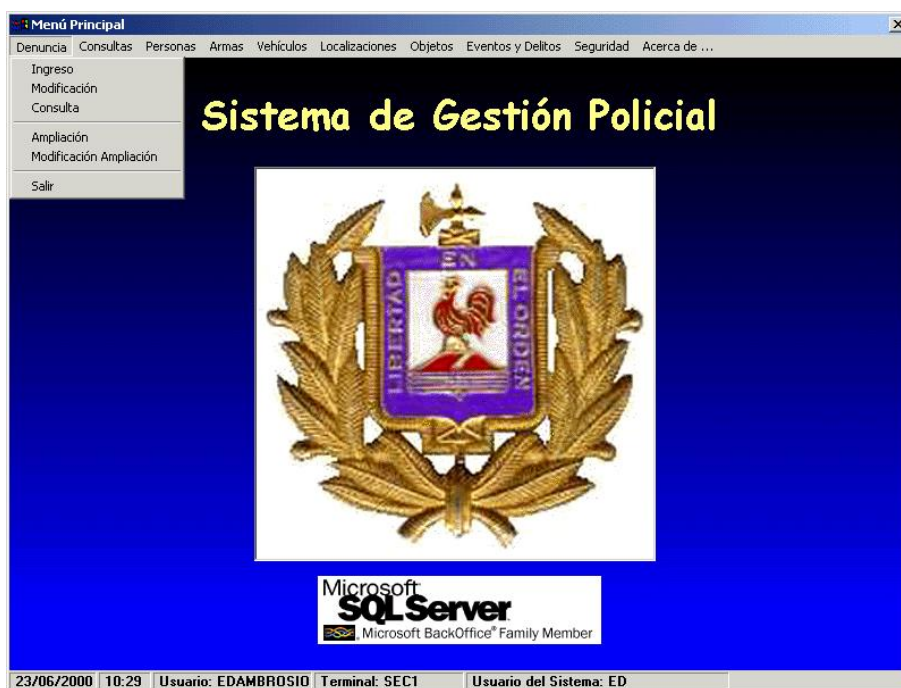 Menú Principal
Denuncia Consultas Personas Armas Vehículos Localizaciones Objetos Eventos y Delitos Seguridad Acerca de ...
Ingreso
Modificación
Consulta
Ampliación
Modificación Ampliación
Salir
Sistema de Gestión Policial
LIBERTAD EN EL ORDEN
Microsoft
SQL Server
Microsoft BackOffice® Family Member
23/06/2000 10:29 Usuario: EDAMBROSIO Terminal: SEC1 Usuario del Sistema: ED